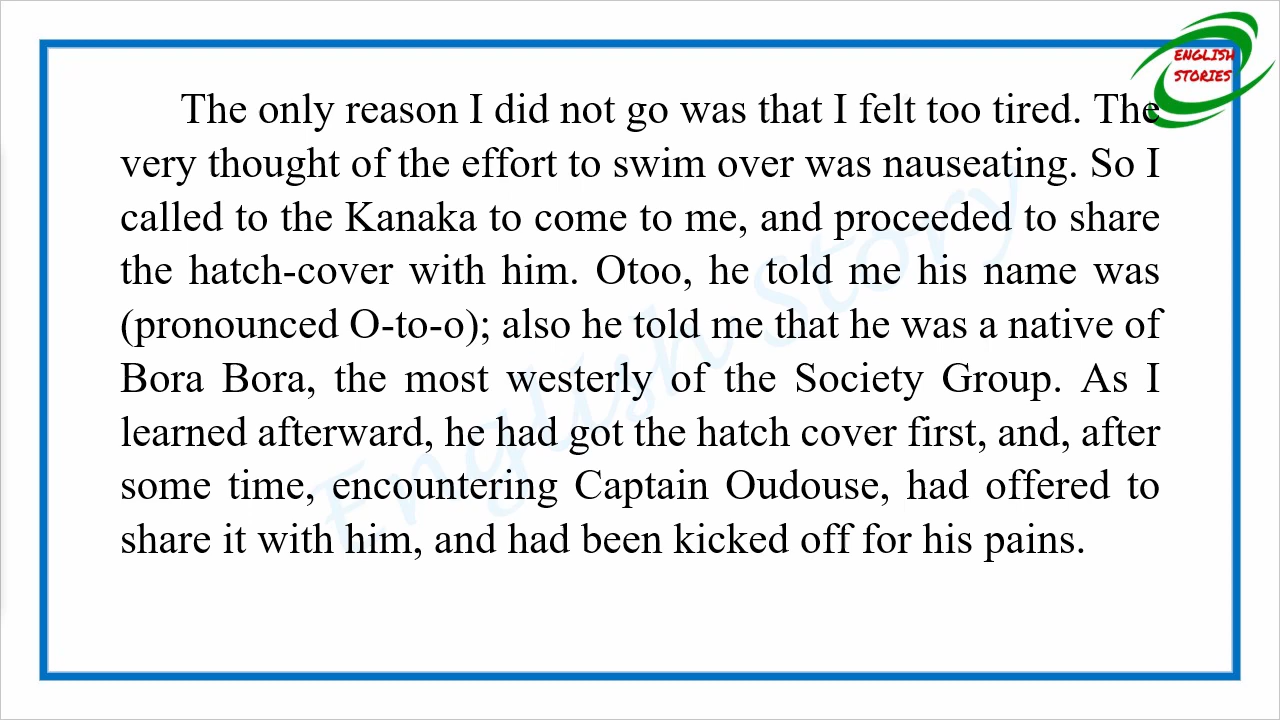 ENGLISH
STORIES
The only reason I did not go was that I felt too tired. The
very thought of the effort to swim over was nauseating. So I
called to the Kanaka to come to me, and proceeded to share
the hatch-cover with him. Otoo, he told me his name was
(pronounced O-to-o); also he told me that he was a native of
Bora Bora, the most westerly of the Society Group. As I
learned afterward, he had got the hatch cover first, and, after
some time, encountering Captain Oudouse, had offered to
share it with him, and had been kicked off for his pains.
English Story